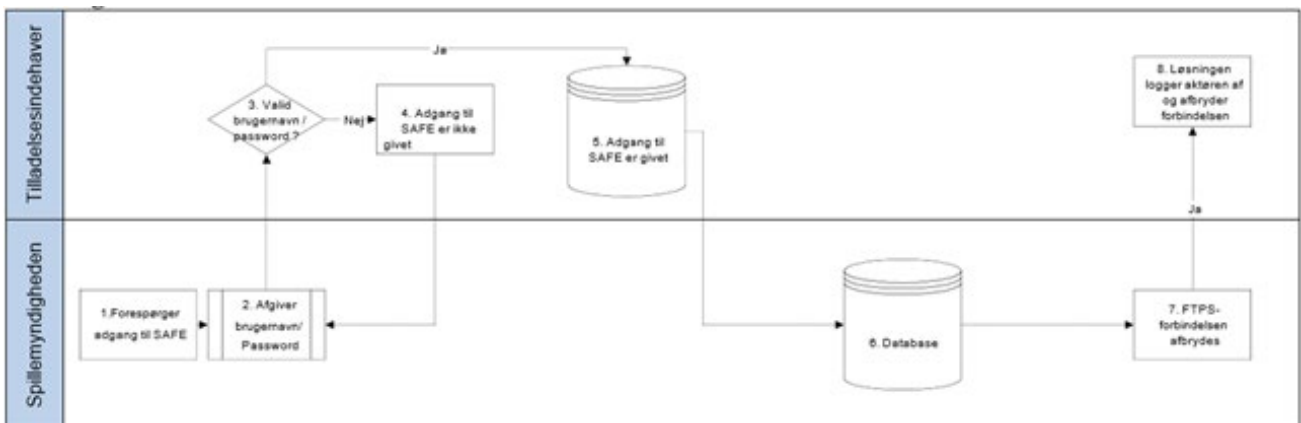 Tilladelsesindehaver
Ja
3. Valid
brugernavn /
password ?
Nej
4. Adgang til
SAFE er ikke
givet
5. Adgang til
SAFE er givet
8. Løsningen
logger aktøren af
og afbryder
forbindelsen
Ja
Spillemyndigheden
1.Forespørger
adgang til SAFE
2. Afgiver
brugernavn/
Password
6. Database
7. FTPS-
forbindelsen
afbrydes